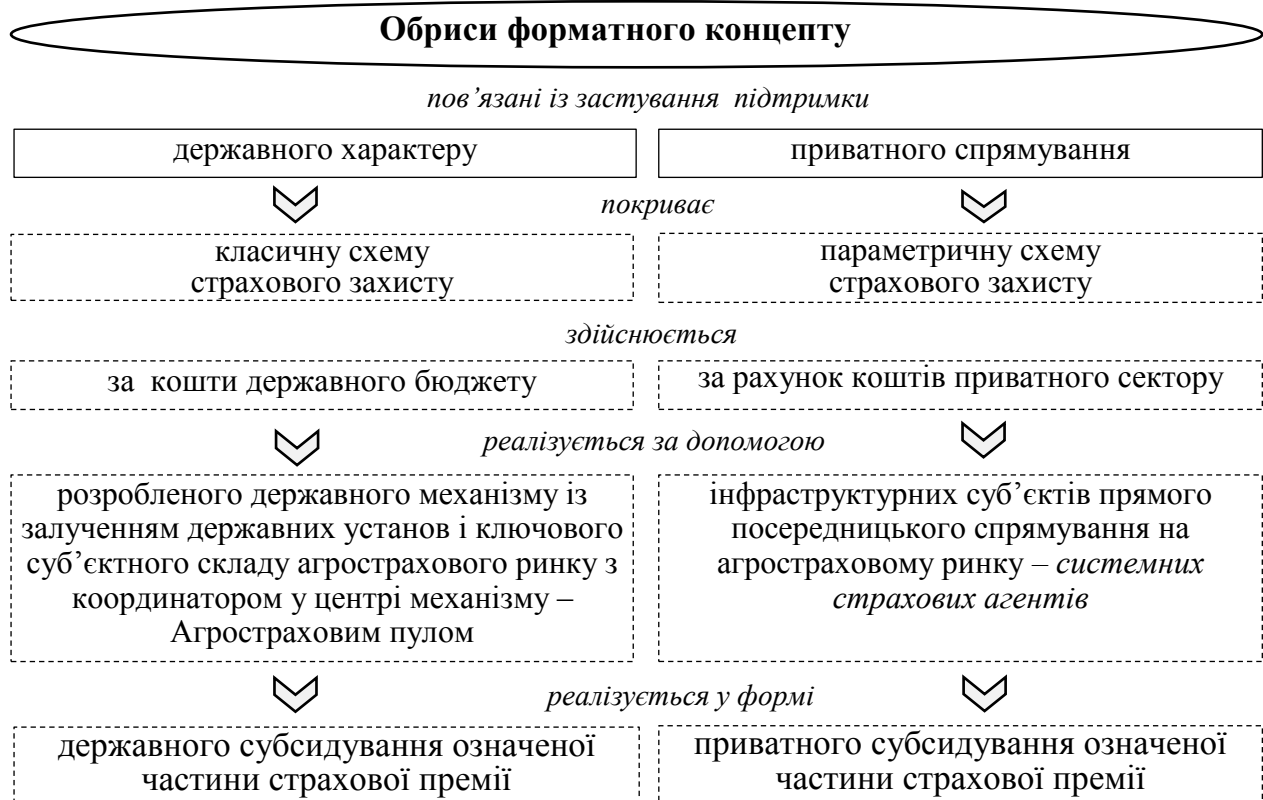 Обриси форматного концепту
пов’язані із застування підтримки
державного характеру
приватного спрямування
покриває
класичну схему
страхового захисту
параметричну схему
страхового захисту
здійснюється
за кошти державного бюджету
за рахунок коштів приватного сектору
реалізується за допомогою
розробленого державного механізму із
залученням державних установ і ключового
суб’єктного складу агрострахового ринку з
координатором у центрі механізму –
Агростраховим пулом
інфраструктурних суб’єктів прямого
посередницького спрямування на
агростраховому ринку – системних
страхових агентів
реалізується у формі
державного субсидування означеної
частини страхової премії
приватного субсидування означеної
частини страхової премії